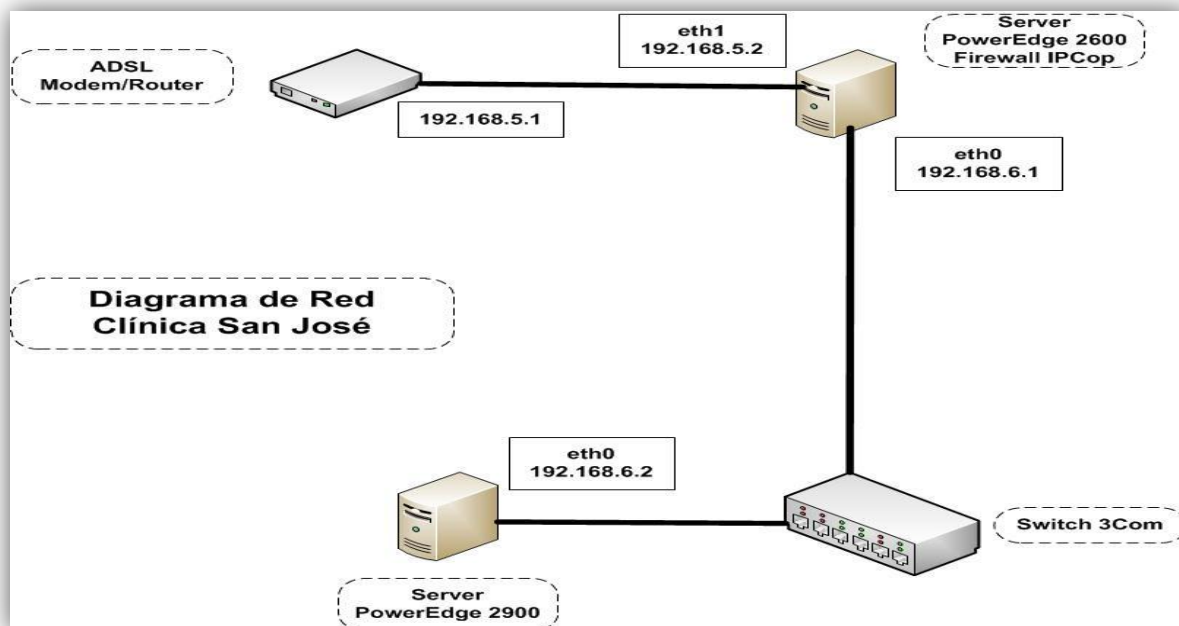 ADSL
Modem/Router
192.168.5.1
eth1
192.168.5.2
Server
PowerEdge 2600
Firewall IPCop
eth0
192.168.6.1
Diagrama de Red
Clínica San José
eth0
192.168.6.2
Server
PowerEdge 2900
Switch 3Com